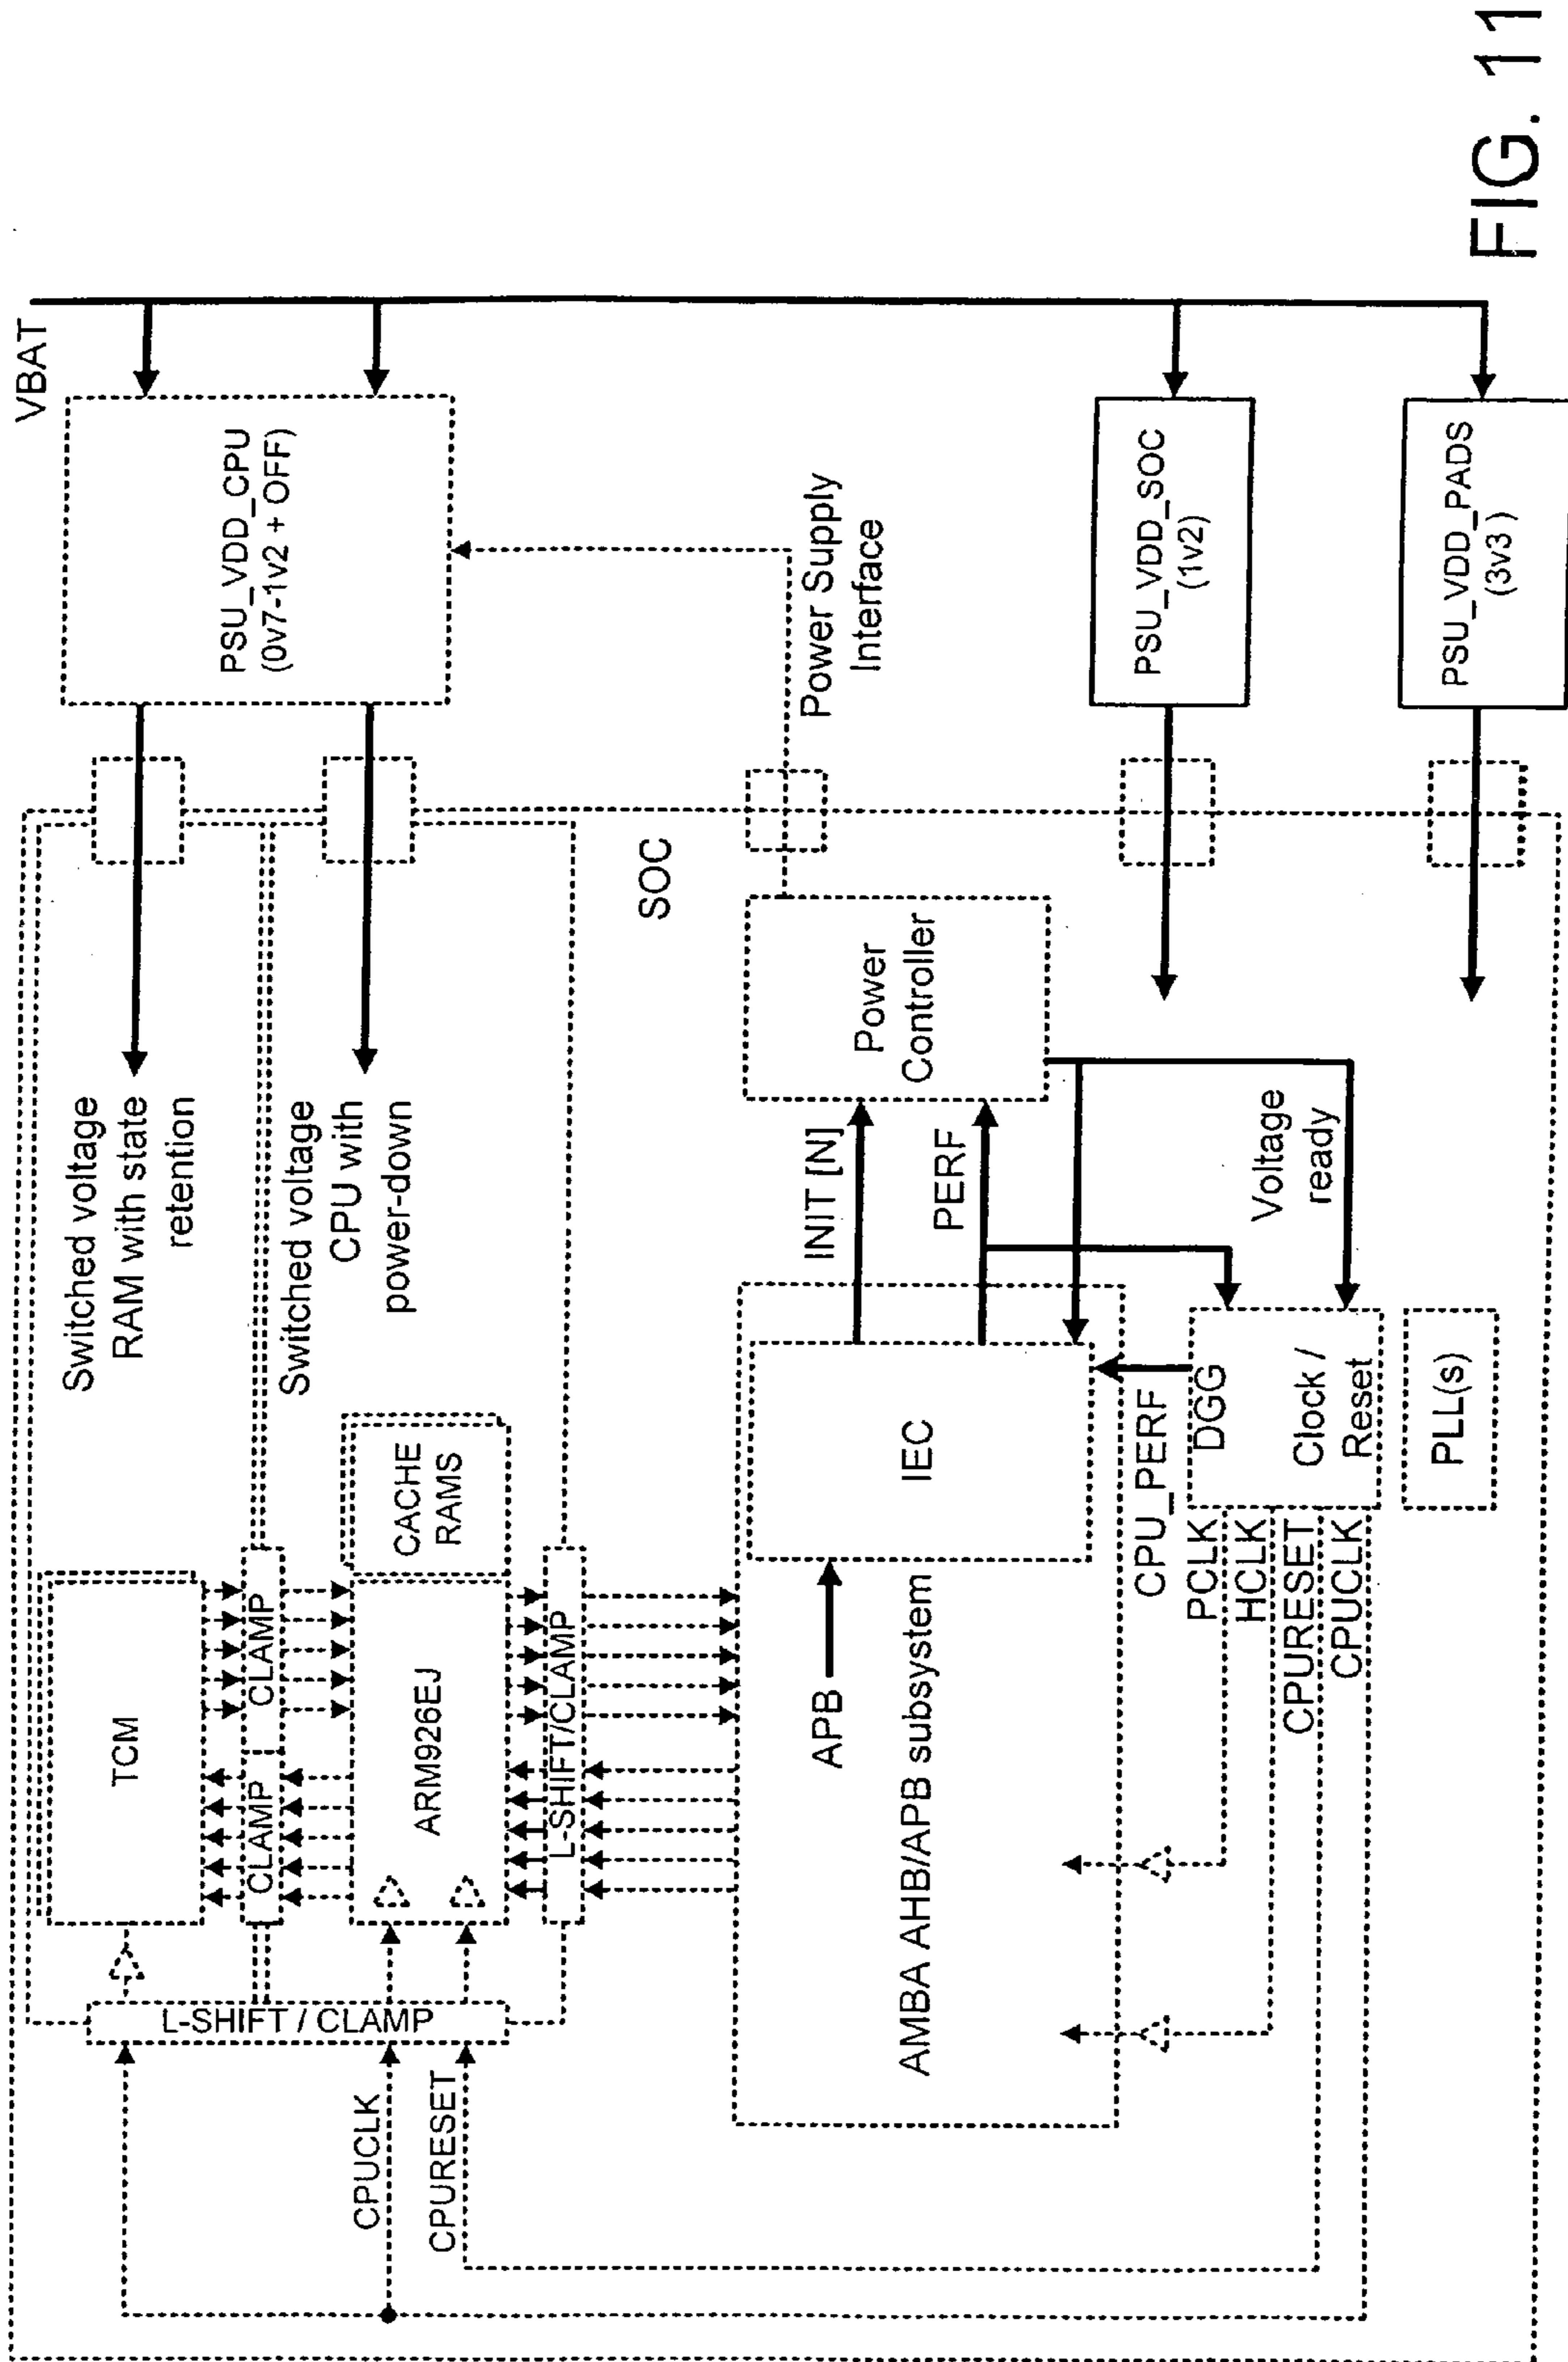 VBAT
PSU_VDD_CPU
(0v7-1v2 + OFF)
Power Supply
Interface
PSU_VDD_SOC
(1v2)
PSU_VDD_PADS
(3v3)
Switched voltage
RAM with state
retention
Switched voltage
CPU with
power-down
SOC
Power
Controller
INIT [N]
PERF
Voltage
ready
TCM
CLAMP
CLAMP
CACHE
RAMS
ARM926EJ
L-SHIFT/CLAMP
L-SHIFT / CLAMP
CPUCLK
CPURESET
IEC
APB
AMBA AHB/APB subsystem
CPU_PERF
DGG
Clock /
Reset
PLL(s)
PCLK
HCLK
CPURESET
CPUCLK
FIG. 11